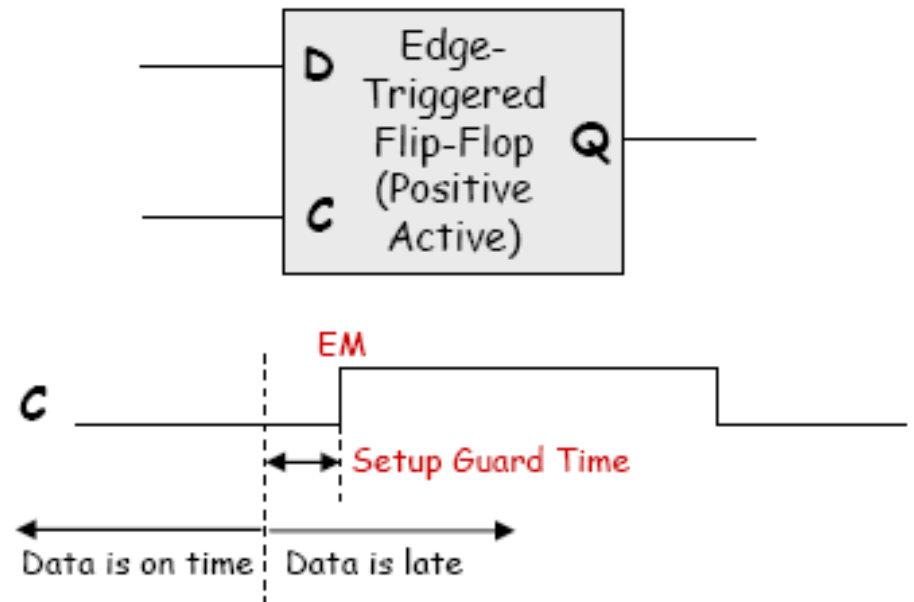 D
Edge-
Triggered
Flip-Flop
(Positive
Active)
Q
C
EM
C
Setup Guard Time
Data is on time
Data is late